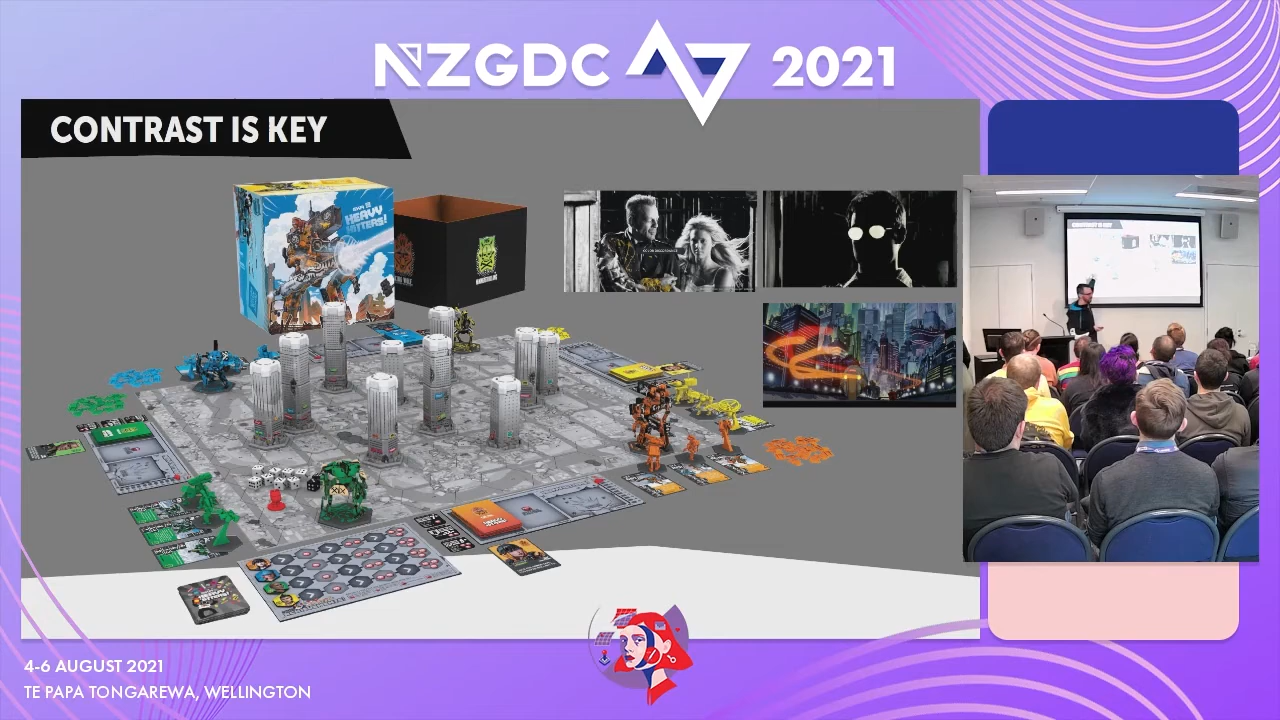 NZGDC 2021
CONTRAST IS KEY
HEAVY
HITTERS!
4-6 AUGUST 2021
TE PAPA TONGAREWA, WELLINGTON